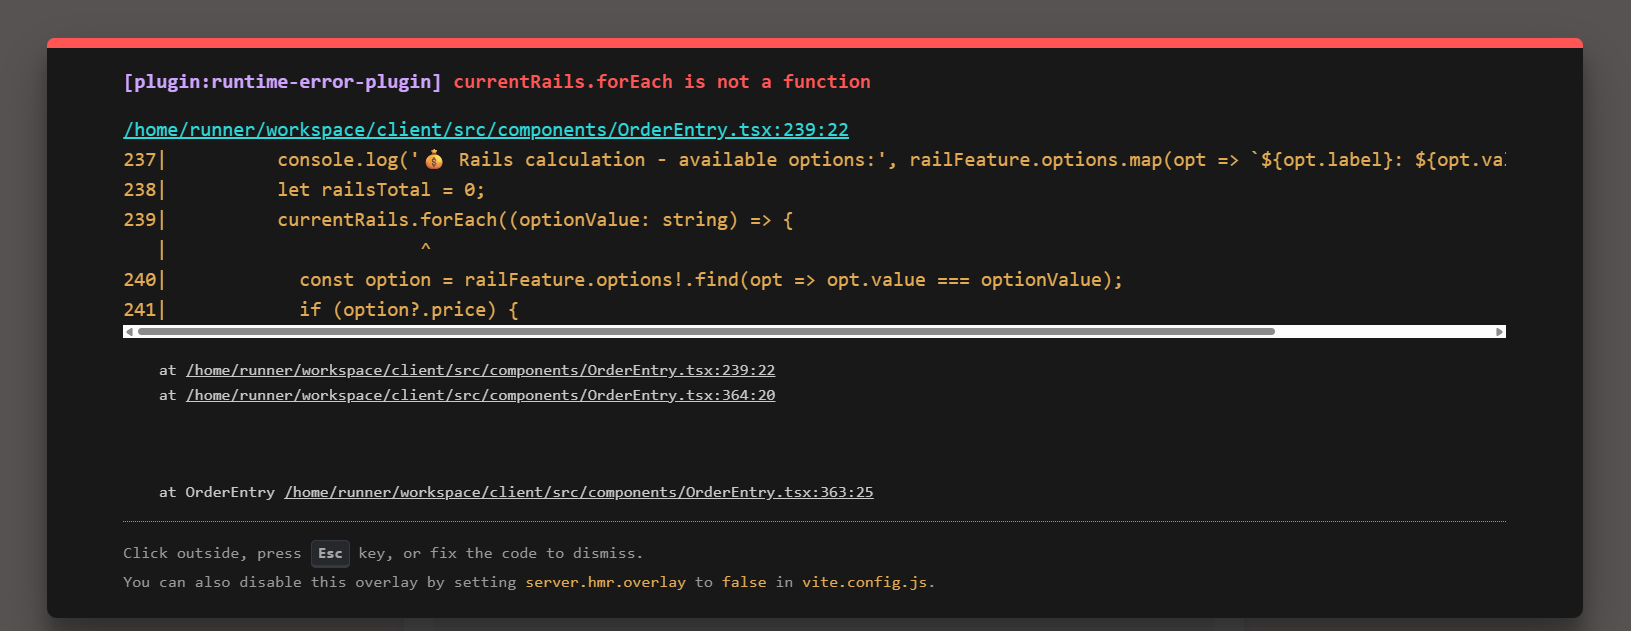 [plugin:runtime-error-plugin] currentRails.forEach is not a function
/home/runner/workspace/client/src/components/OrderEntry.tsx:239:22
237|          console.log('💰 Rails calculation - available options:', railFeature.options.map(opt => `${opt.label}: ${opt.val
238|          let railsTotal = 0;
239|          currentRails.forEach((optionValue: string) => {
   |                       ^
240|            const option = railFeature.options!.find(opt => opt.value === optionValue);
241|            if (option?.price) {
at /home/runner/workspace/client/src/components/OrderEntry.tsx:239:22
at /home/runner/workspace/client/src/components/OrderEntry.tsx:364:20
at OrderEntry /home/runner/workspace/client/src/components/OrderEntry.tsx:363:25
Click outside, press Esc key, or fix the code to dismiss.
You can also disable this overlay by setting server.hmr.overlay to false in vite.config.js.